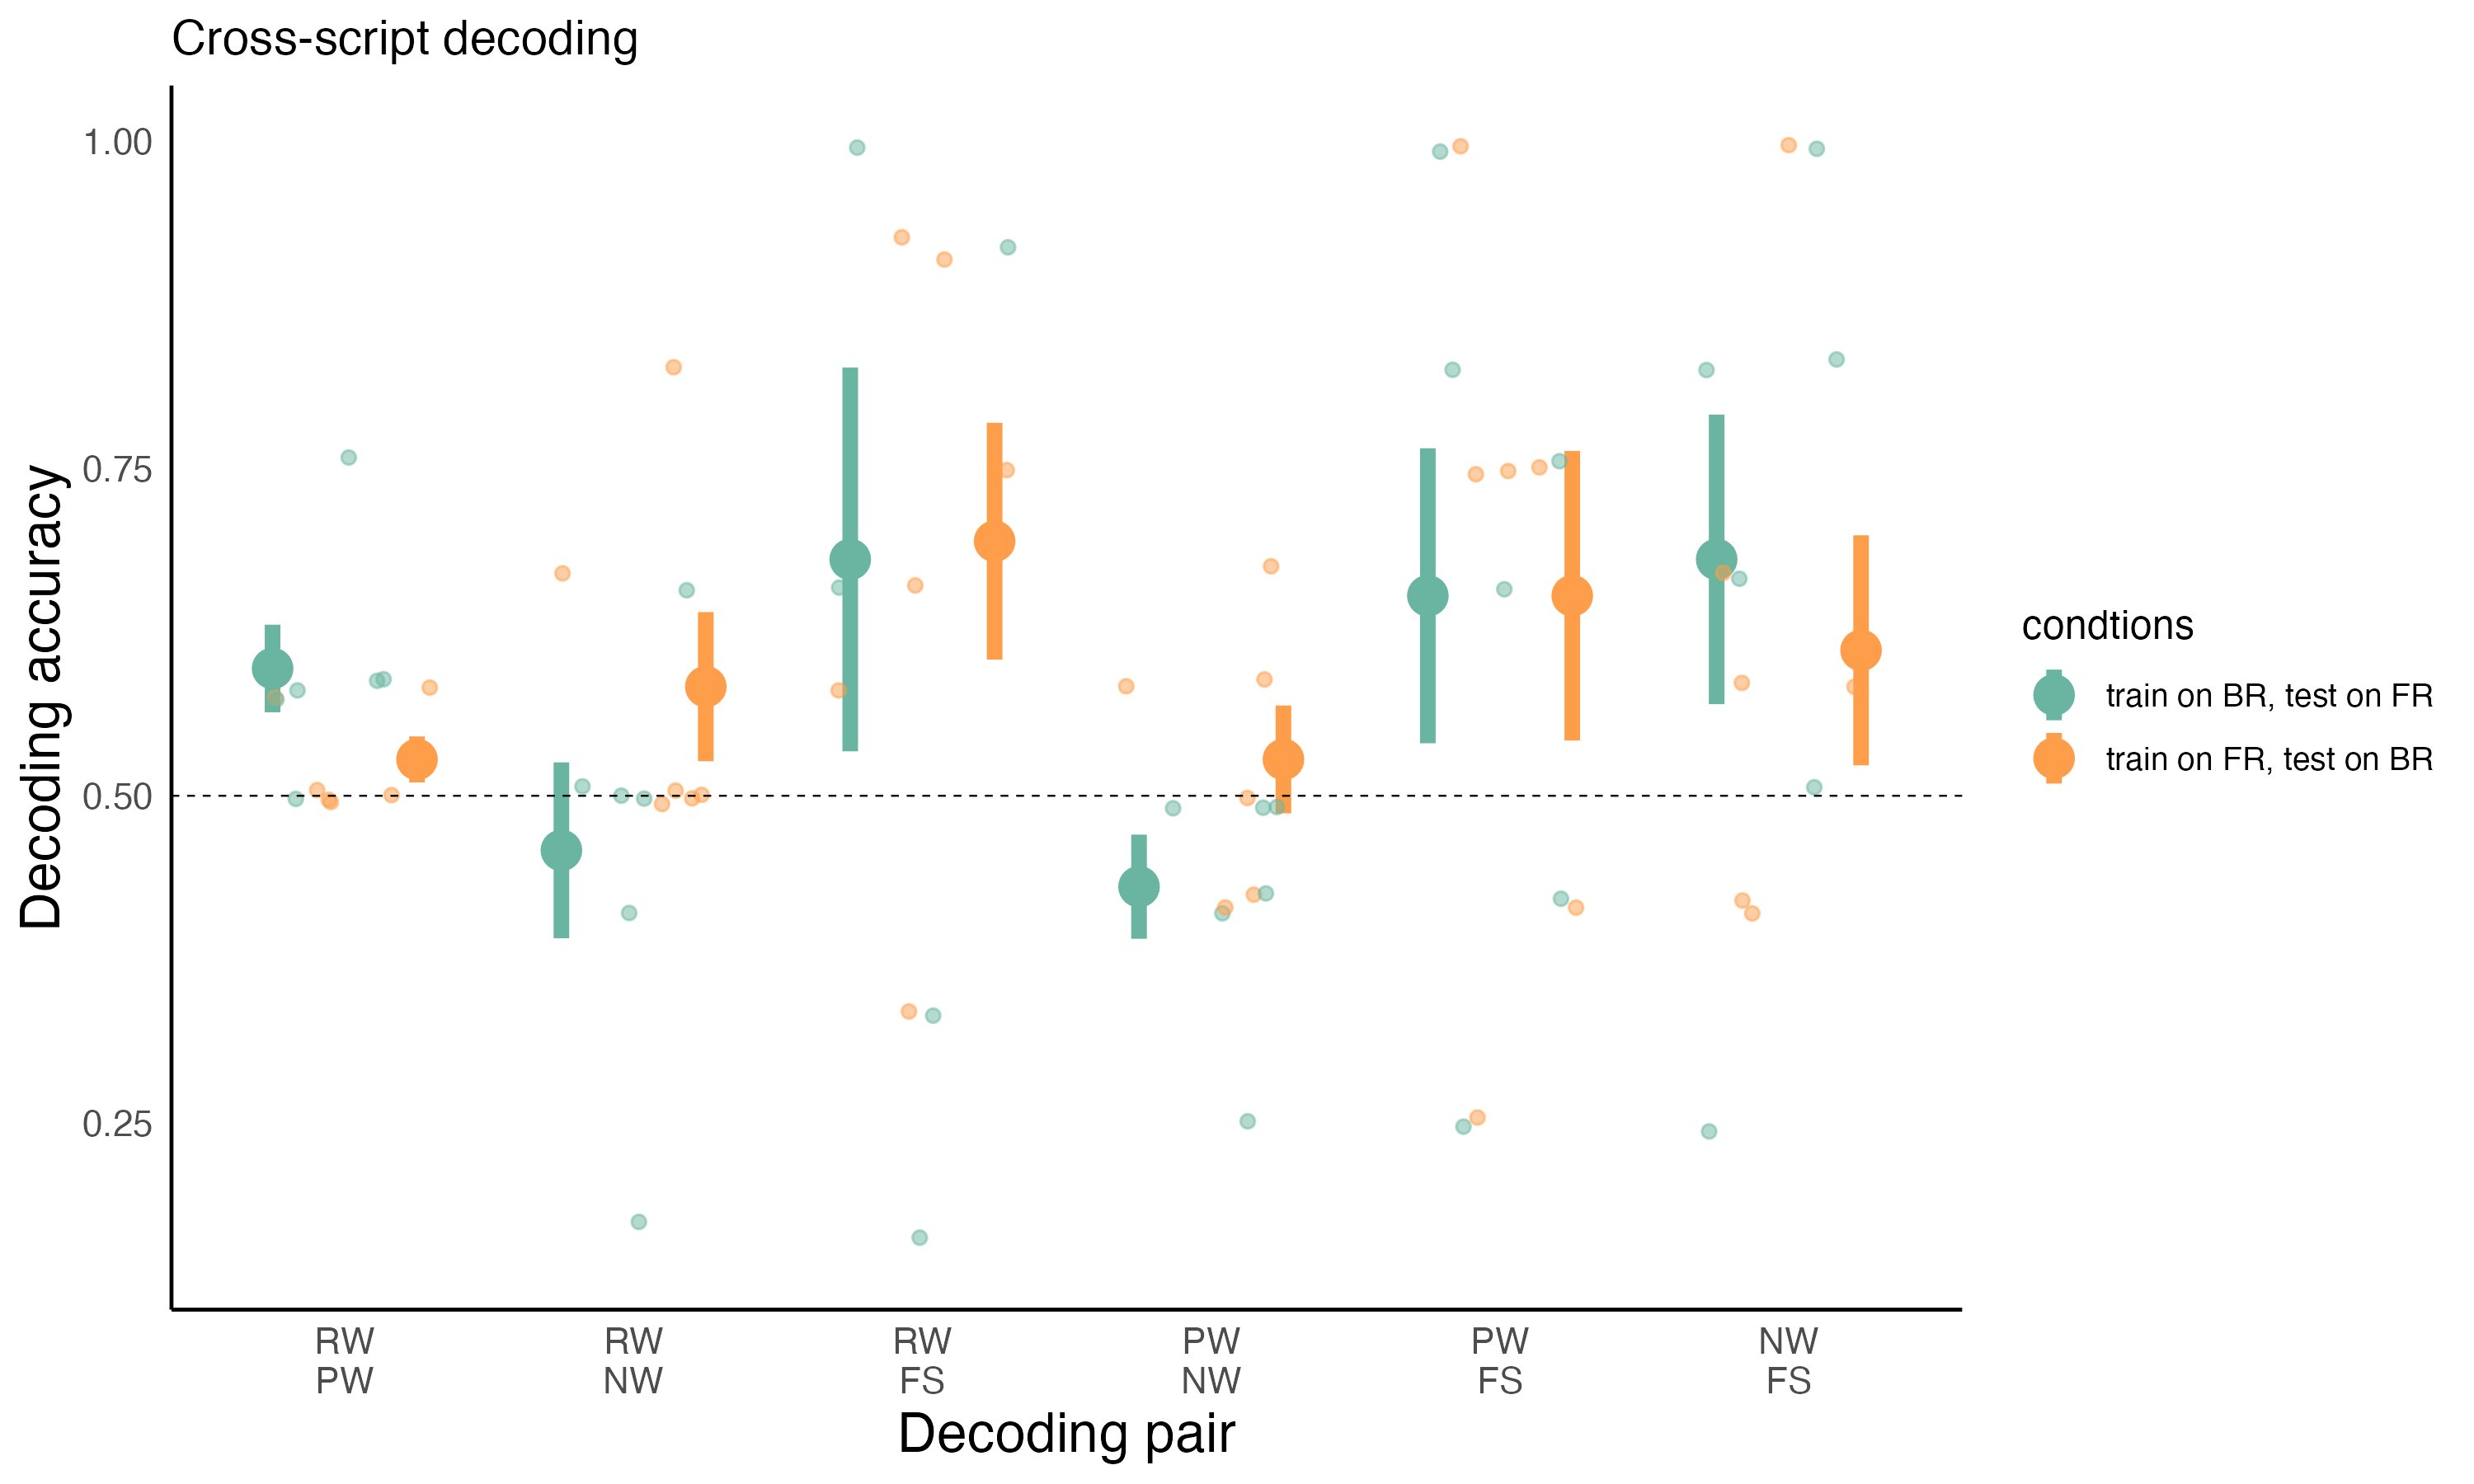 Cross-script decoding
Decoding accuracy
1.00
0.75
0.50
0.25
RW PW
RW NW
RW FS
PW NW
PW FS
NW FS
Decoding pair
condtions
train on BR, test on FR
train on FR, test on BR